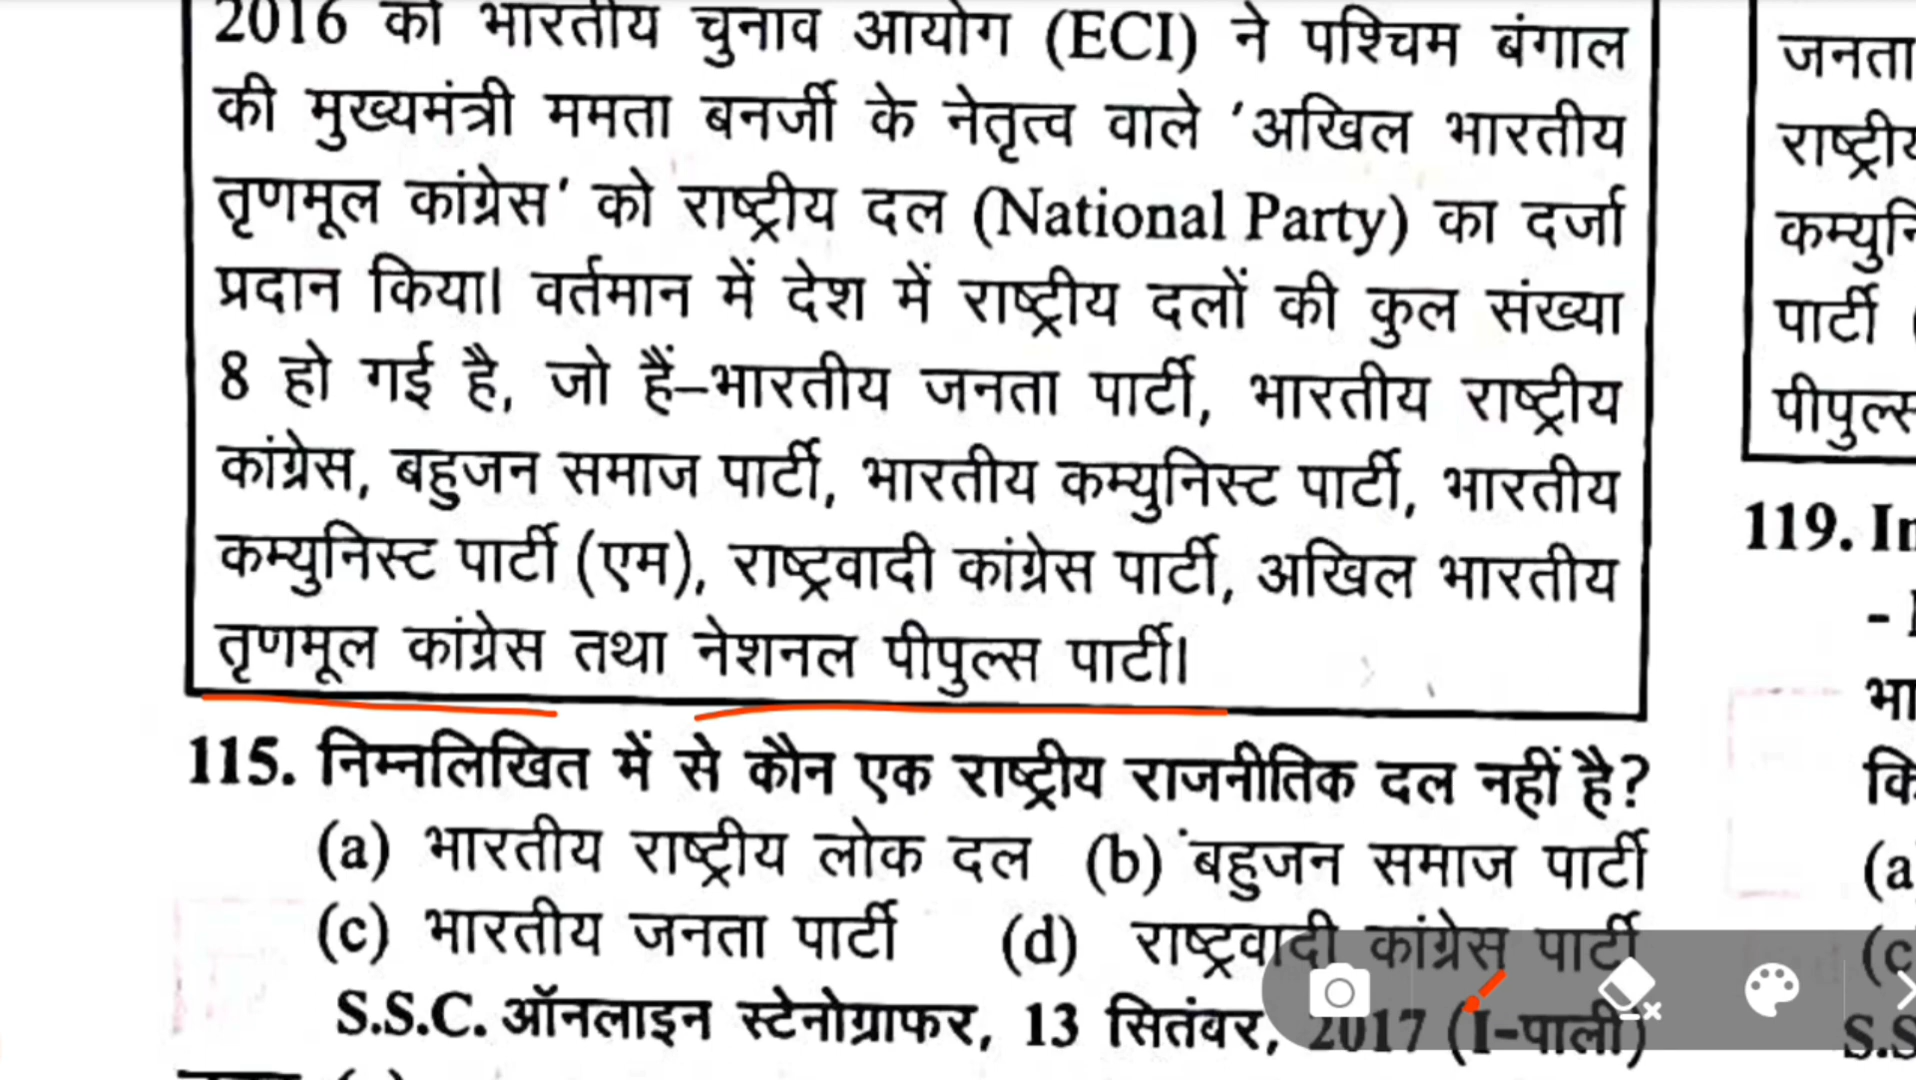 2016 को भारतीय चुनाव आयोग (ECI) ने पश्चिम बंगाल
की मुख्यमंत्री ममता बनर्जी के नेतृत्व वाले ‘अखिल भारतीय
तृणमूल कांग्रेस’ को राष्ट्रीय दल (National Party) का दर्जा
प्रदान किया। वर्तमान में देश में राष्ट्रीय दलों की कुल संख्या
8 हो गई है, जो हैं–भारतीय जनता पार्टी, भारतीय राष्ट्रीय
कांग्रेस, बहुजन समाज पार्टी, भारतीय कम्युनिस्ट पार्टी, भारतीय
कम्युनिस्ट पार्टी (एम), राष्ट्रवादी कांग्रेस पार्टी, अखिल भारतीय
तृणमूल कांग्रेस तथा नेशनल पीपुल्स पार्टी।
115. निम्नलिखित में से कौन एक राष्ट्रीय राजनीतिक दल नहीं है?
(a) भारतीय राष्ट्रीय लोक दल (b) बहुजन समाज पार्टी
(c) भारतीय जनता पार्टी (d) राष्ट्रवादी कांग्रेस पार्टी
S.S.C. ऑनलाइन स्टेनोग्राफर, 13 सितंबर, 2017 (I-पाली)
जनता
पार्टी
119.